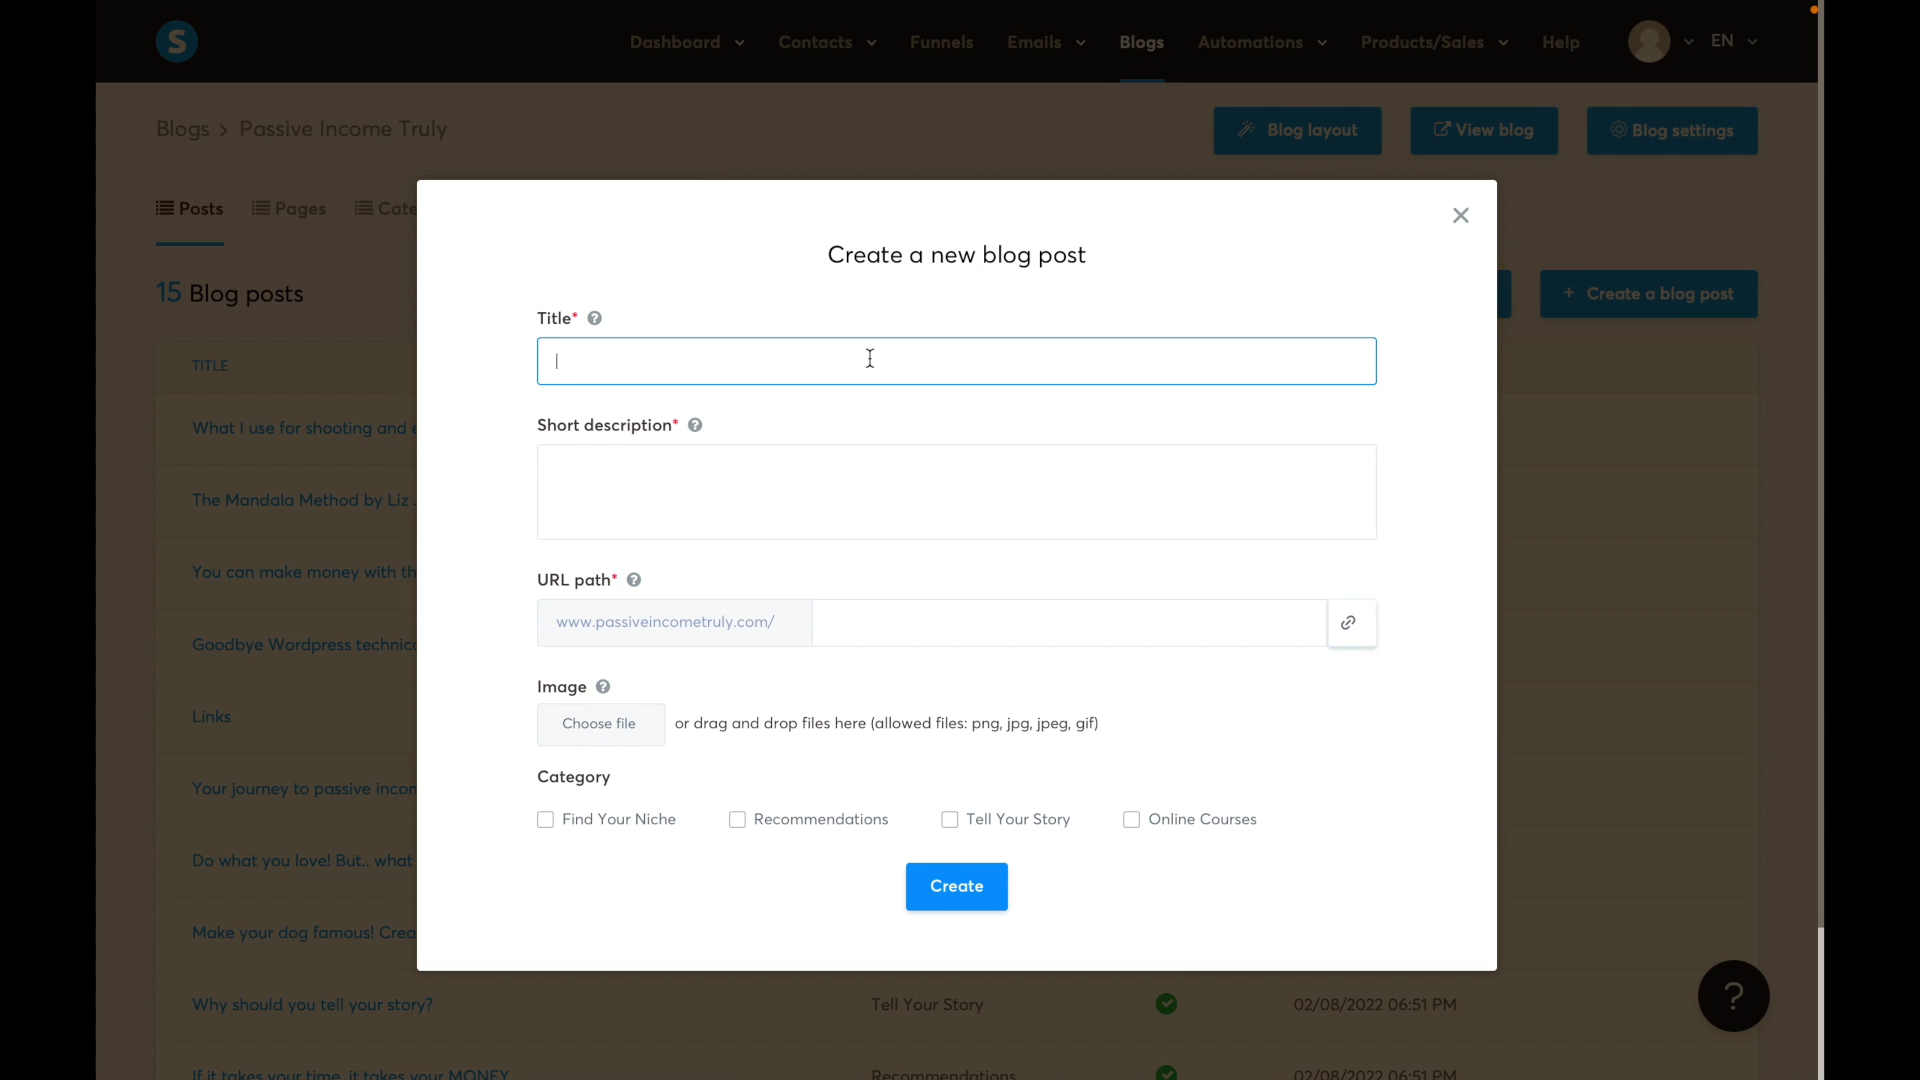 S
Dashboard Contacts Funnels Emails Blogs Automations Products/Sales Help EN
Blogs > Passive Income Truly
Blog layout View blog Blog settings
Posts Pages Cate
15 Blog posts
+ Create a blog post
TITLE
What I use for shooting and e
The Mandala Method by Liz
You can make money with th
Goodbye Wordpress technica
Links
Your journey to passive incon
Do what you love! But.. what
Make your dog famous! Crea
Why should you tell your story? Tell Your Story 02/08/2022 06:51 PM
If it takes your time, it takes your MONEY Recommendations 02/08/2022 06:51 PM
Create a new blog post
Title* ?
Short description* ?
URL path* ?
www.passiveincometruly.com/
Image ?
Choose file or drag and drop files here (allowed files: png, jpg, jpeg, gif)
Category
Find Your Niche Recommendations Tell Your Story Online Courses
Create
?